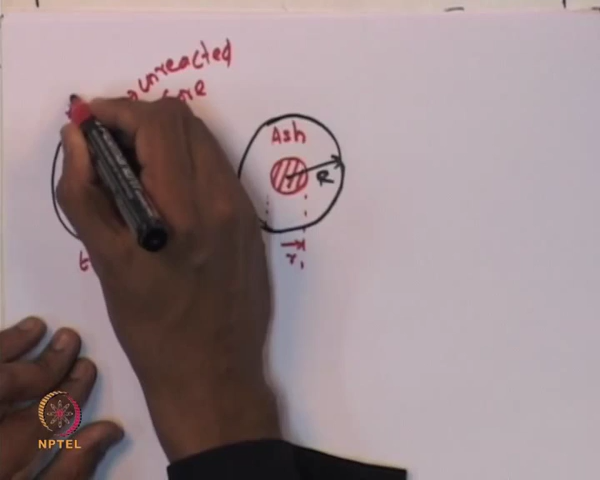 unreacted
core
Ash
R
r₁
t
NPTEL